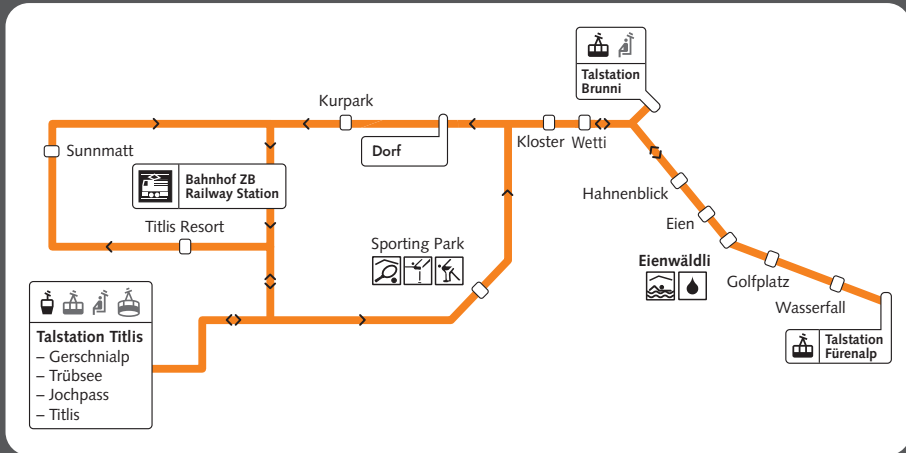 Talstation
Brunni
Kurpark
Dorf
Kloster
Wetti
Sunnmatt
Bahnhof ZB
Railway Station
Hahnenblick
Titlis Resort
Eien
Sporting Park
Eienwäldli
Golfplatz
Wasserfall
Talstation Titlis
– Gerschnialp
– Trübsee
– Jochpass
– Titlis
Talstation
Fürenalp